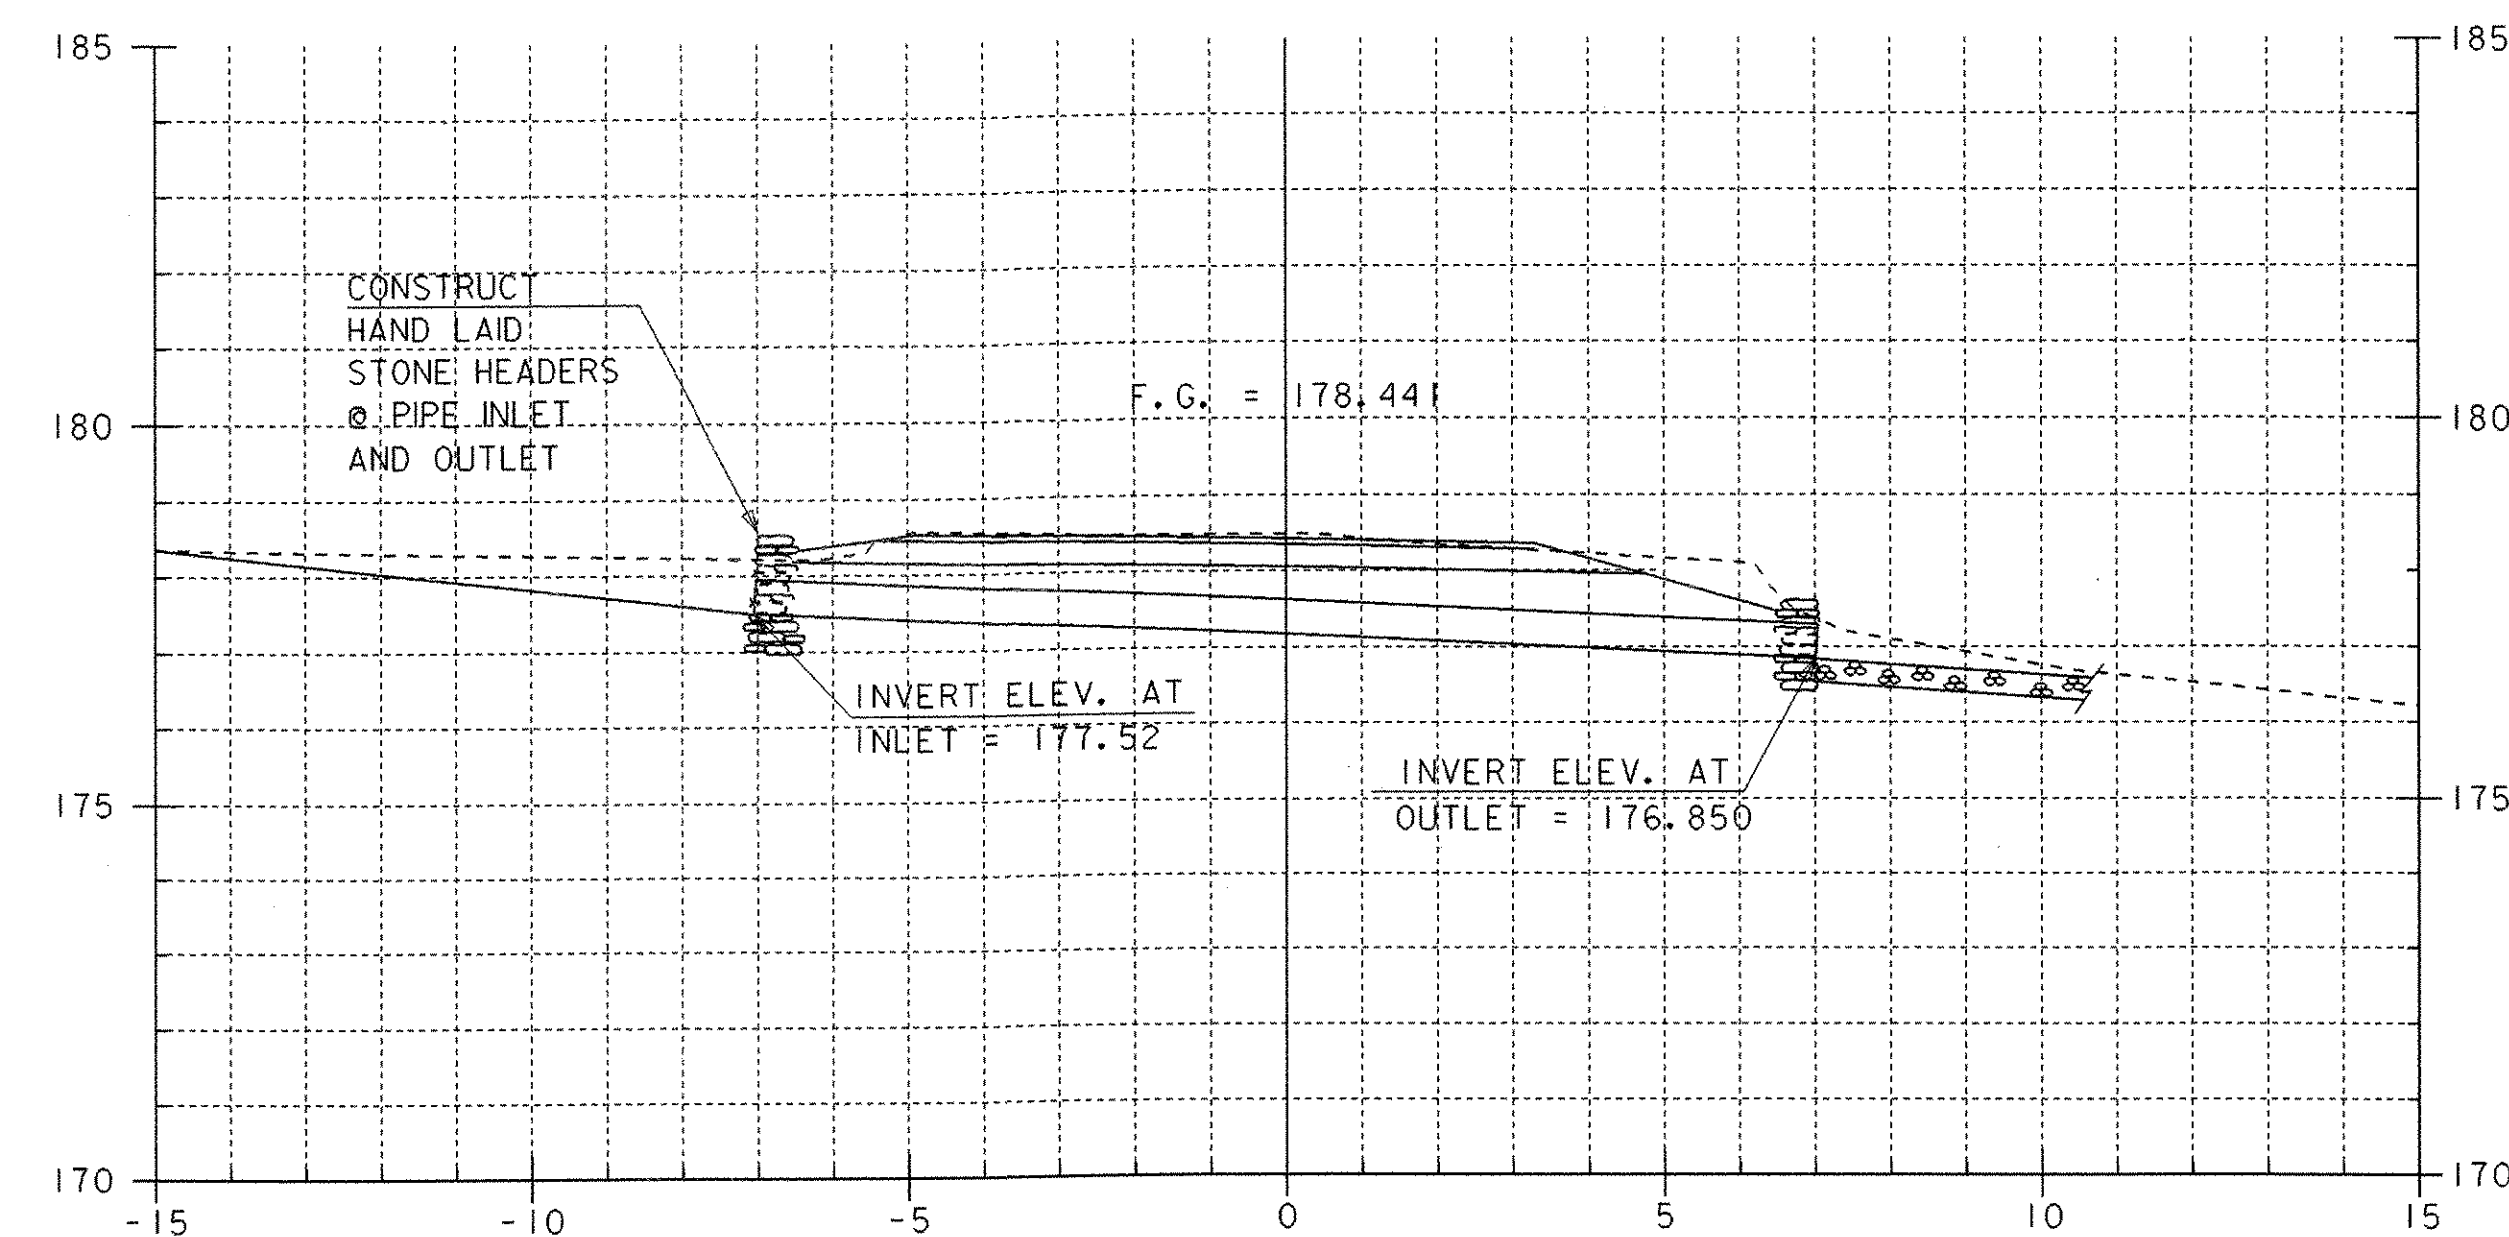 185
185
CONSTRUCT
HAND LAID
STONE HEADERS
@ PIPE INLET
AND OUTLET
F.G. = 178.441
180
180
INVERT ELEV. AT
INLET = 177.52
INVERT ELEV. AT
OUTLET = 176.850
175
175
170
170
-15 -10 -5 0 5 10 15